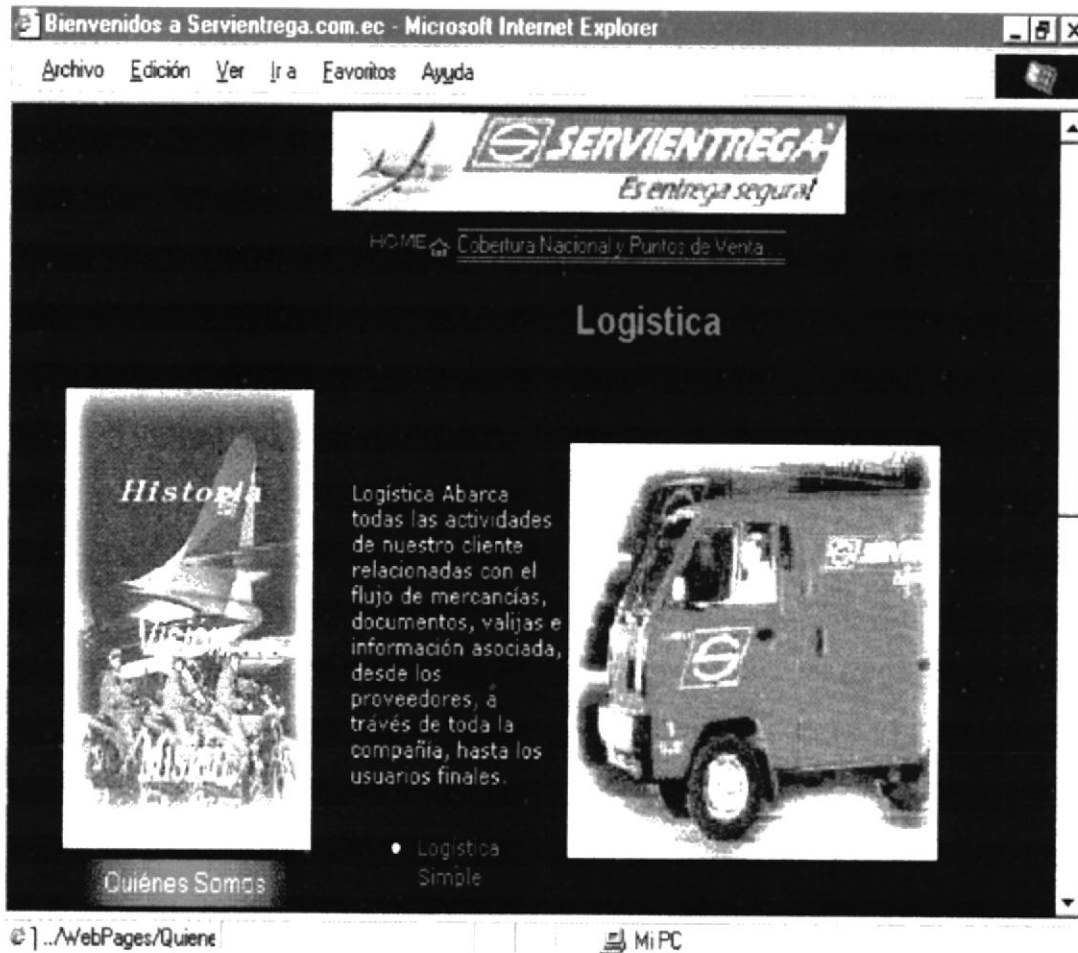 Bienvenidos a Servientrega.com.ec - Microsoft Internet Explorer
Archivo Edición Ver Ir a Favoritos Ayuda
SERVIENTREGA
Es entrega segura!
HOME Cobertura Nacional y Puntos de Venta ...
Logistica
Historia
Logística Abarca
todas las actividades
de nuestro cliente
relacionadas con el
flujo de mercancías,
documentos, valijas e
información asociada,
desde los
proveedores, á
trávés de toda la
compañía, hasta los
usuarios finales.
• Logística
Simple
Quiénes Somos
../WebPages/Quiene
Mi PC